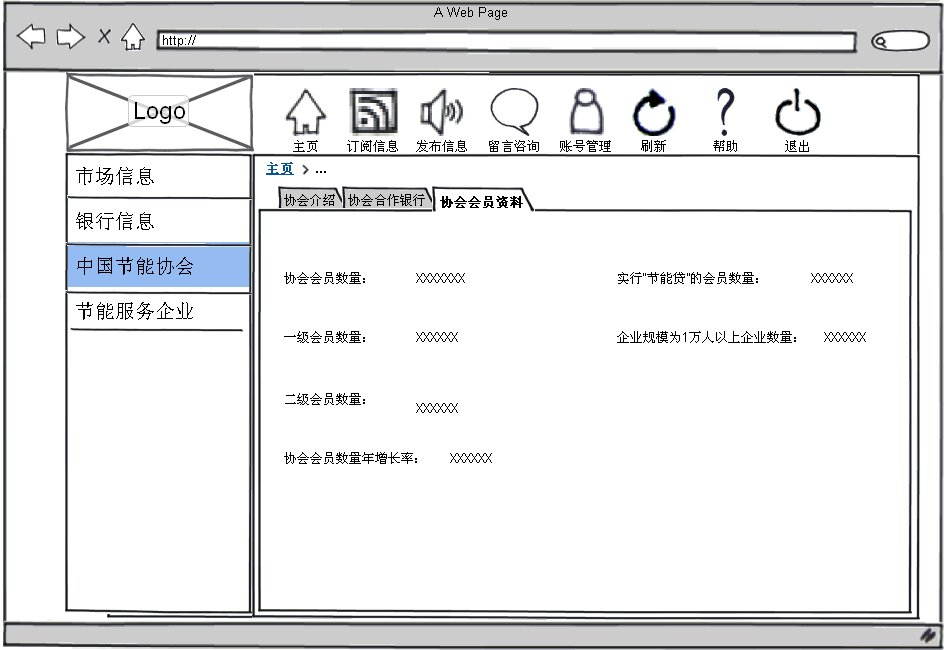 A Web Page
http://
Logo
主页 订阅信息 发布信息 留言咨询 账号管理 刷新 帮助 退出
市场信息
银行信息
中国节能协会
节能服务企业
主页 > ...
协会介绍 协会合作银行 协会会员资料
协会会员数量： XXXXXXX 实行"节能贷"的会员数量： XXXXXX
一级会员数量： XXXXXX 企业规模为1万人以上企业数量： XXXXXX
二级会员数量： XXXXXX
协会会员数量年增长率： XXXXXX